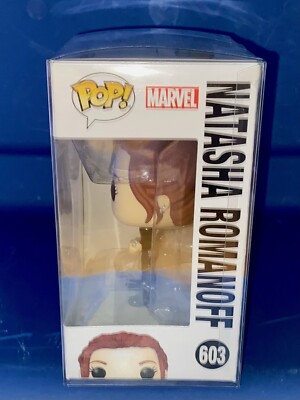 POP!
MARVEL
NATASHA ROMANOFF
603